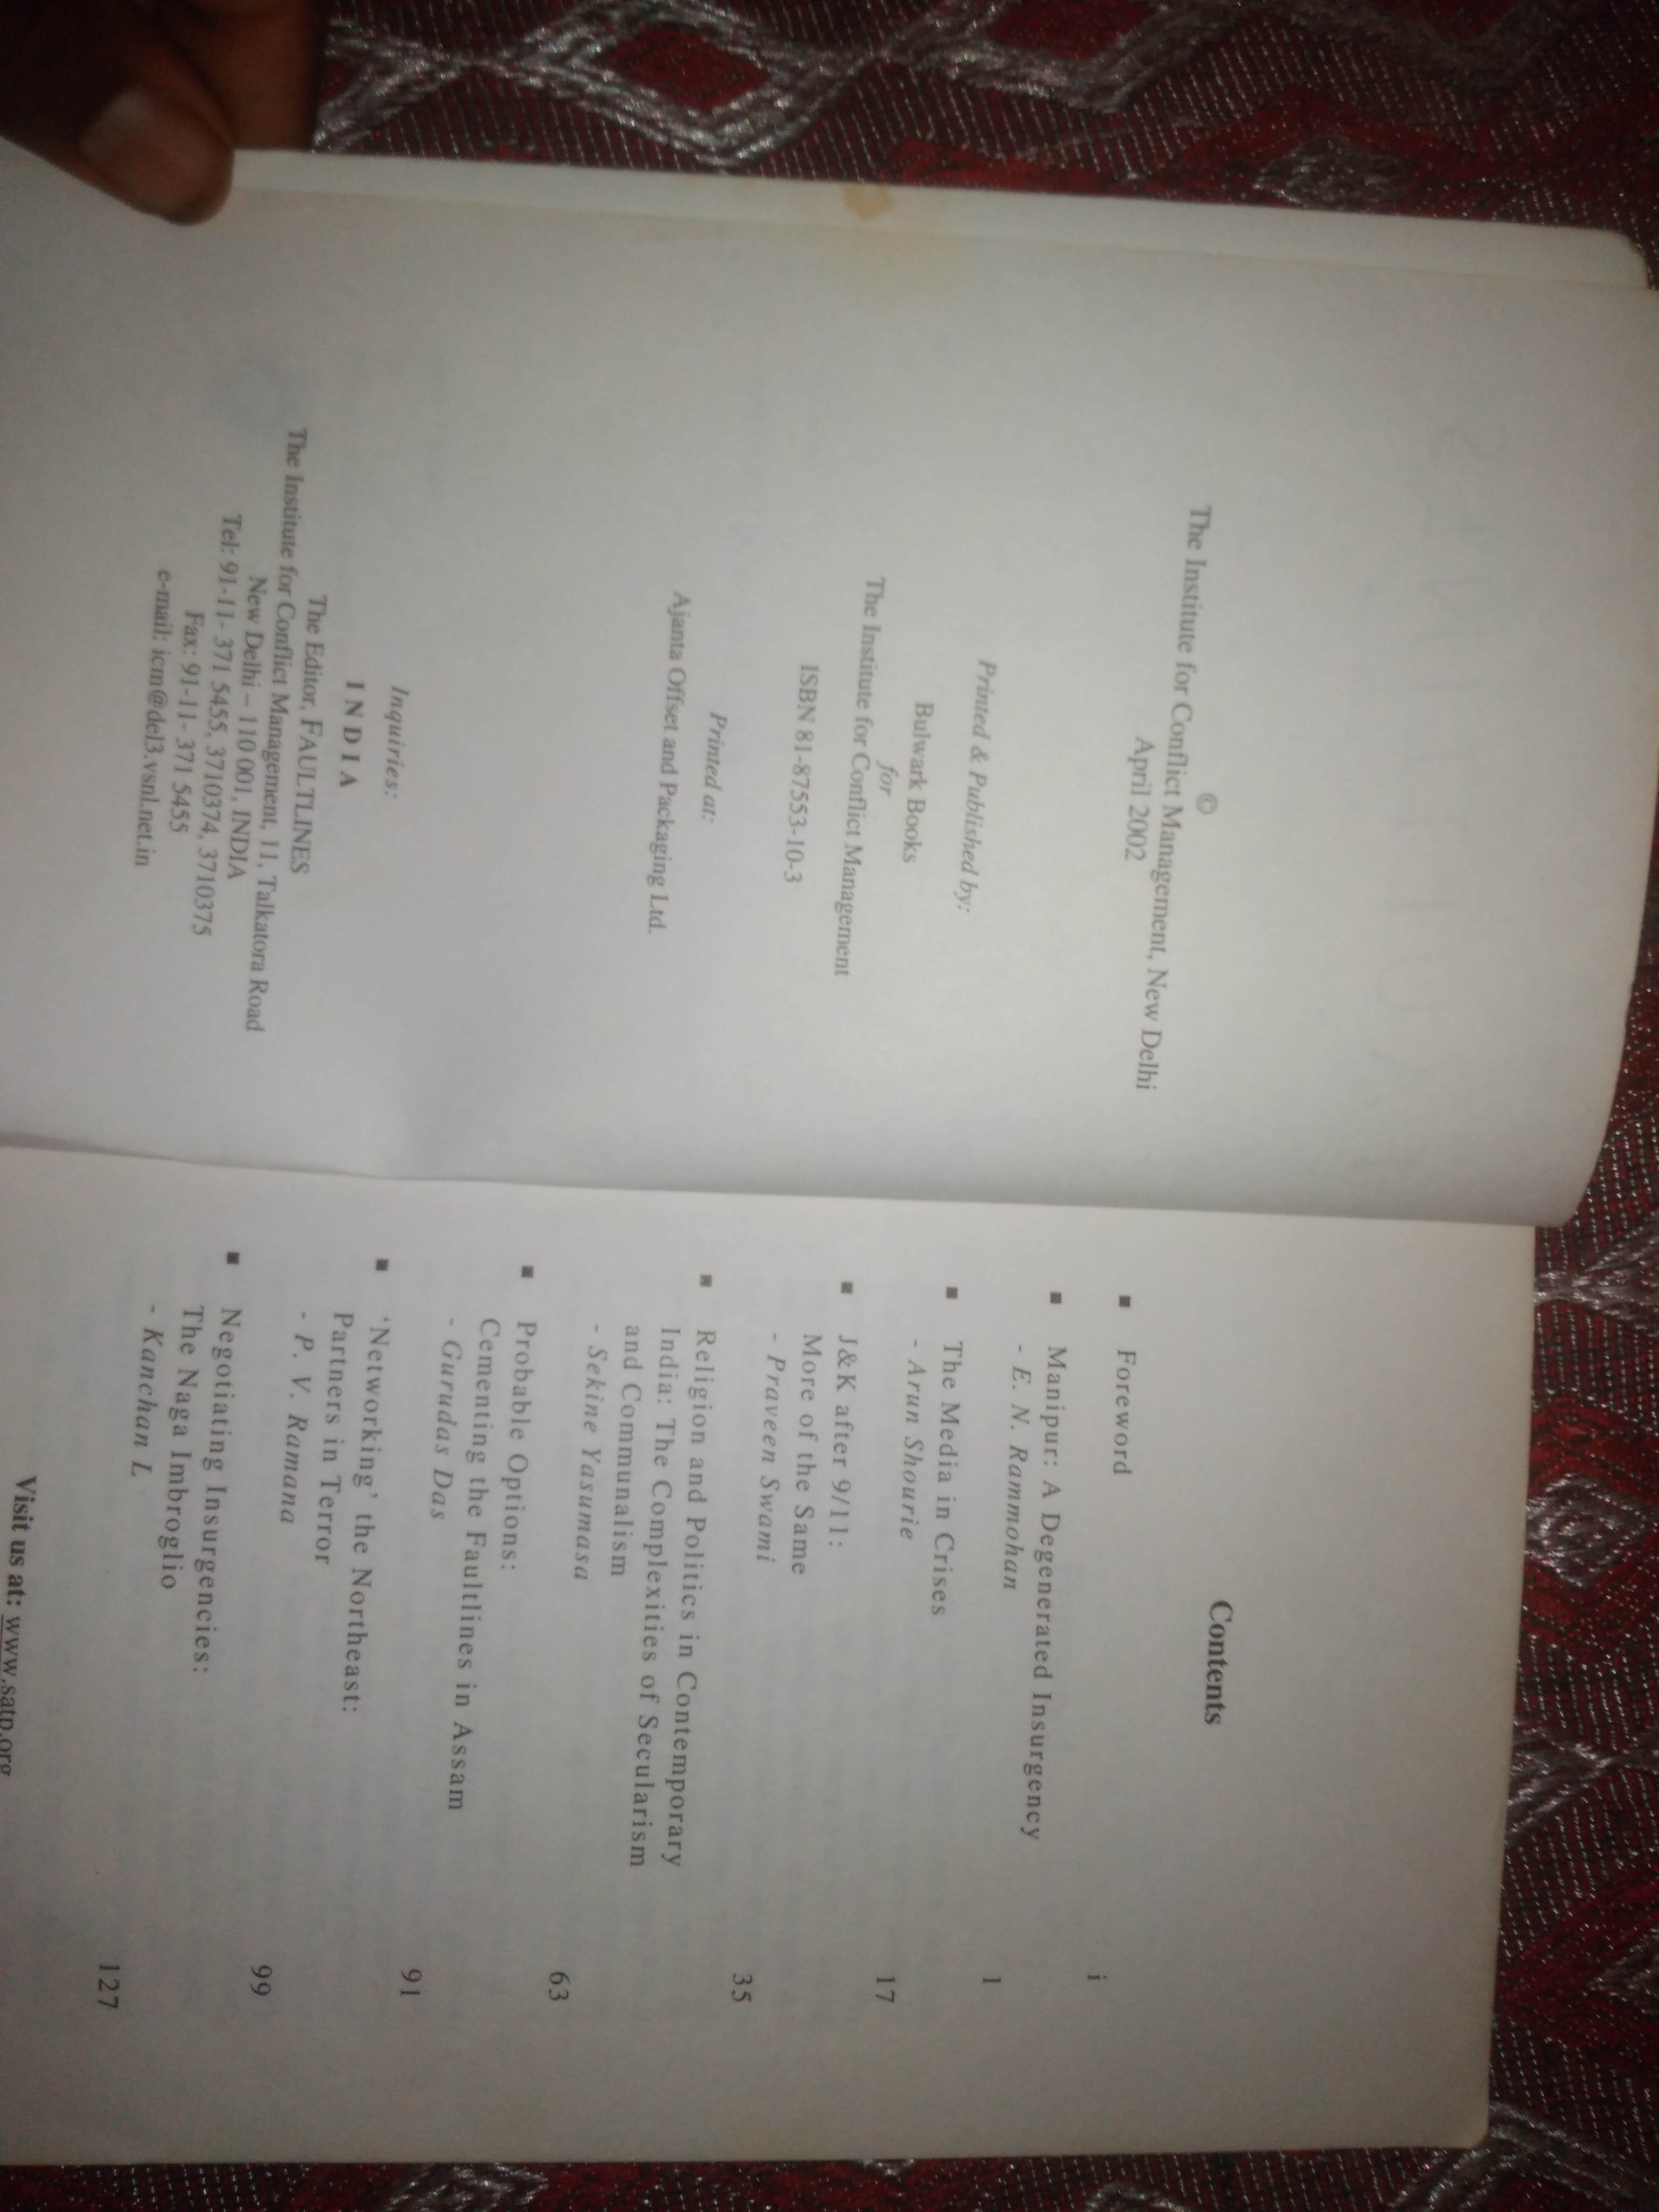 ©
The Institute for Conflict Management, New Delhi
April 2002
Printed & Published by:
Bulwark Books
for
The Institute for Conflict Management
ISBN 81-87553-10-3
Printed at:
Ajanta Offset and Packaging Ltd.
Inquiries:
INDIA
The Editor, FAULTLINES
The Institute for Conflict Management, 11, Talkatora Road
New Delhi – 110 001, INDIA
Tel: 91-11- 371 5455, 3710374, 3710375
Fax: 91-11- 371 5455
e-mail: icm@del3.vsnl.net.in
Contents
▪ Foreword i
▪ Manipur: A Degenerated Insurgency
- E. N. Rammohan 1
▪ The Media in Crises
- Arun Shourie 17
▪ J&K after 9/11:
More of the Same
- Praveen Swami 35
▪ Religion and Politics in Contemporary
India: The Complexities of Secularism
and Communalism
- Sekine Yasumasa 63
▪ Probable Options:
Cementing the Faultlines in Assam
- Gurudas Das 91
▪ ‘Networking’ the Northeast:
Partners in Terror
- P. V. Ramana 99
▪ Negotiating Insurgencies:
The Naga Imbroglio
- Kanchan L 127
Visit us at: www.satp.org